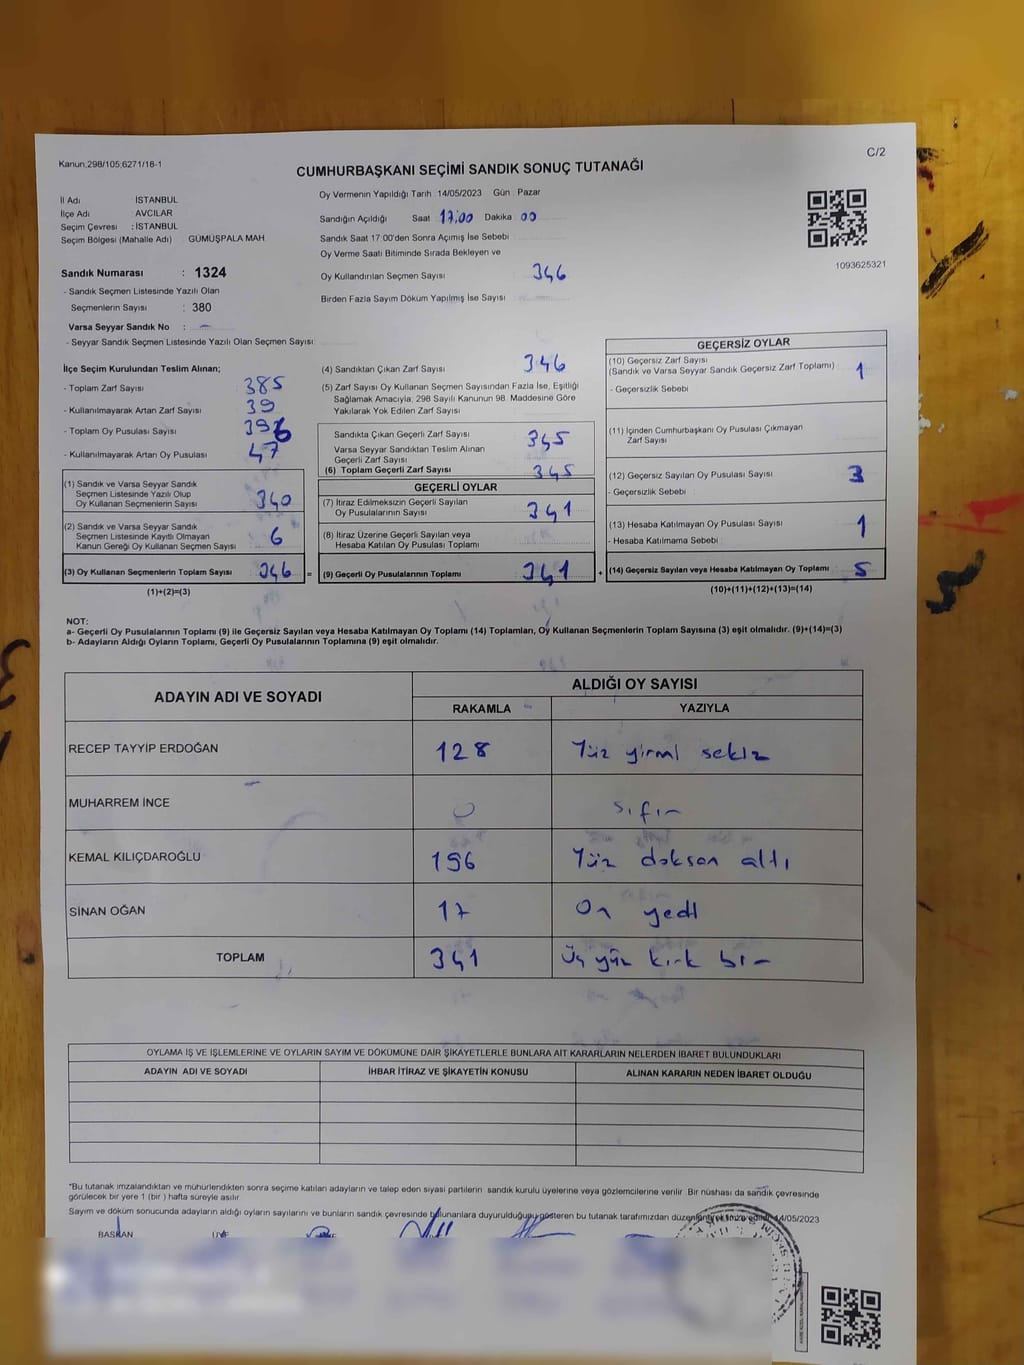 Kanun,298/105,6271/18-1
C/2
CUMHURBAŞKANI SEÇİMİ SANDIK SONUÇ TUTANAĞI
İl Adı İSTANBUL
İlçe Adı AVCILAR
Seçim Çevresi : İSTANBUL
Seçim Bölgesi (Mahalle Adı) GÜMÜŞPALA MAH.
Sandık Numarası : 1324
- Sandık Seçmen Listesinde Yazılı Olan
Seçmenlerin Sayısı : 380
Varsa Seyyar Sandık No : -
- Seyyar Sandık Seçmen Listesinde Yazılı Olan Seçmen Sayısı:
Oy Vermenin Yapıldığı Tarih 14/05/2023 Gün : Pazar
Sandığın Açıldığı Saat 17:00 Dakika 00
Sandık Saat 17:00'den Sonra Açımış İse Sebebi
Oy Verme Saati Bitiminde Sırada Bekleyen ve
Oy Kullandırılan Seçmen Sayısı 346
Birden Fazla Sayım Döküm Yapılmış İse Sayısı
1093625321
İlçe Seçim Kurulundan Teslim Alınan;
- Toplam Zarf Sayısı 385
- Kullanılmayarak Artan Zarf Sayısı 39
- Toplam Oy Pusulası Sayısı
- Kullanılmayarak Artan Oy Pusulası 47
(1) Sandık ve Varsa Seyyar Sandık
Seçmen Listesinde Yazılı Olup
Oy Kullanan Seçmenlerin Sayısı 340
(2) Sandık ve Varsa Seyyar Sandık
Seçmen Listesinde Kayıtlı Olmayan
Kanun Gereği Oy Kullanan Seçmen Sayısı 6
(3) Oy Kullanan Seçmenlerin Toplam Sayısı 346 =
(1)+(2)=(3)
(4) Sandıktan Çıkan Zarf Sayısı 346
(5) Zarf Sayısı Oy Kullanan Seçmen Sayısından Fazla İse, Eşitliği
Sağlamak Amacıyla; 298 Sayılı Kanunun 98. Maddesine Göre
Yakılarak Yok Edilen Zarf Sayısı
Sandıkta Çıkan Geçerli Zarf Sayısı 345
Varsa Seyyar Sandıktan Teslim Alınan
Geçerli Zarf Sayısı
(6) Toplam Geçerli Zarf Sayısı 345
GEÇERLİ OYLAR
(7) İtiraz Edilmeksizin Geçerli Sayılan
Oy Pusulalarının Sayısı 341
(8) İtiraz Üzerine Geçerli Sayılan veya
Hesaba Katılan Oy Pusulası Toplamı
(9) Geçerli Oy Pusulalarının Toplamı 341 +
GEÇERSİZ OYLAR
(10) Geçersiz Zarf Sayısı
(Sandık ve Varsa Seyyar Sandık Geçersiz Zarf Toplamı) 1
- Geçersizlik Sebebi
(11) İçinden Cumhurbaşkanı Oy Pusulası Çıkmayan
Zarf Sayısı
(12) Geçersiz Sayılan Oy Pusulası Sayısı 3
- Geçersizlik Sebebi
(13) Hesaba Katılmayan Oy Pusulası Sayısı 1
- Hesaba Katılmama Sebebi
(14) Geçersiz Sayılan veya Hesaba Katılmayan Oy Toplamı 5
(10)+(11)+(12)+(13)=(14)
NOT:
a- Geçerli Oy Pusulalarının Toplamı (9) ile Geçersiz Sayılan veya Hesaba Katılmayan Oy Toplamı (14) Toplamları, Oy Kullanan Seçmenlerin Toplam Sayısına (3) eşit olmalıdır. (9)+(14)=(3)
b- Adayların Aldığı Oyların Toplamı, Geçerli Oy Pusulalarının Toplamına (9) eşit olmalıdır.
ADAYIN ADI VE SOYADI ALDIĞI OY SAYISI
RAKAMLA YAZIYLA
RECEP TAYYİP ERDOĞAN 128 Yüz yirmi sekiz
MUHARREM İNCE 0 sıfır
KEMAL KILIÇDAROĞLU 196 Yüz doksan altı
SİNAN OĞAN 17 On yedi
TOPLAM 341 Üç yüz kırk bir
OYLAMA İŞ VE İŞLEMLERİNE VE OYLARIN SAYIM VE DÖKÜMÜNE DAİR ŞİKAYETLERLE BUNLARA AİT KARARLARIN NELERDEN İBARET BULUNDUKLARI
ADAYIN ADI VE SOYADI İHBAR İTİRAZ VE ŞİKAYETİN KONUSU ALINAN KARARIN NEDEN İBARET OLDUĞU
*Bu tutanak imzalandıktan ve mühürlendikten sonra seçime katılan adayların ve talep eden siyasi partilerin sandık kurulu üyelerine veya gözlemcilerine verilir. Bir nüshası da sandık çevresinde
görülecek bir yere 1 (bir) hafta süreyle asılır
Sayım ve döküm sonucunda adayların aldığı oyların sayılarını ve bunların sandık çevresinde bulunanlara duyurulduğunu gösteren bu tutanak tarafımızdan 14/05/2023
BAŞKAN ÜYE